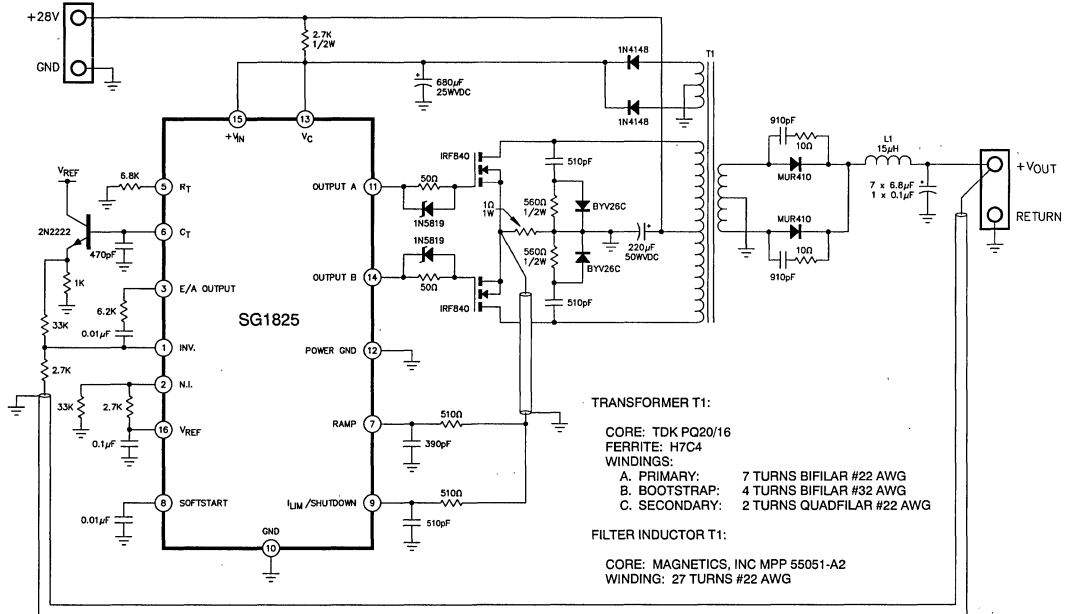 +28V
GND
2.7K
1/2W
680µF
25WVDC
1N4148
1N4148
T1
15
+VIN
13
VC
VREF
2N2222
6.8K
5
RT
6
CT
470pF
1K
3
E/A OUTPUT
33K
6.2K
0.01µF
1
INV.
2.7K
2
N.I.
33K
2.7K
16
VREF
0.1µF
8
SOFTSTART
0.01µF
GND
10
SG1825
OUTPUT A
11
OUTPUT B
14
POWER GND
12
RAMP
7
ILIM/SHUTDOWN
9
50Ω
1N5819
1N5819
50Ω
IRF840
IRF840
1Ω
1W
510pF
560Ω
1/2W
560Ω
1/2W
510pF
BYV26C
BYV26C
220µF
50WVDC
510Ω
390pF
510Ω
510pF
910pF
10Ω
MUR410
MUR410
10Ω
910pF
L1
15µH
7 x 6.8µF
1 x 0.1µF
+VOUT
RETURN
TRANSFORMER T1:
CORE: TDK PQ20/16
FERRITE: H7C4
WINDINGS:
A. PRIMARY: 7 TURNS BIFILAR #22 AWG
B. BOOTSTRAP: 4 TURNS BIFILAR #32 AWG
C. SECONDARY: 2 TURNS QUADFILAR #22 AWG
FILTER INDUCTOR T1:
CORE: MAGNETICS, INC MPP 55051-A2
WINDING: 27 TURNS #22 AWG